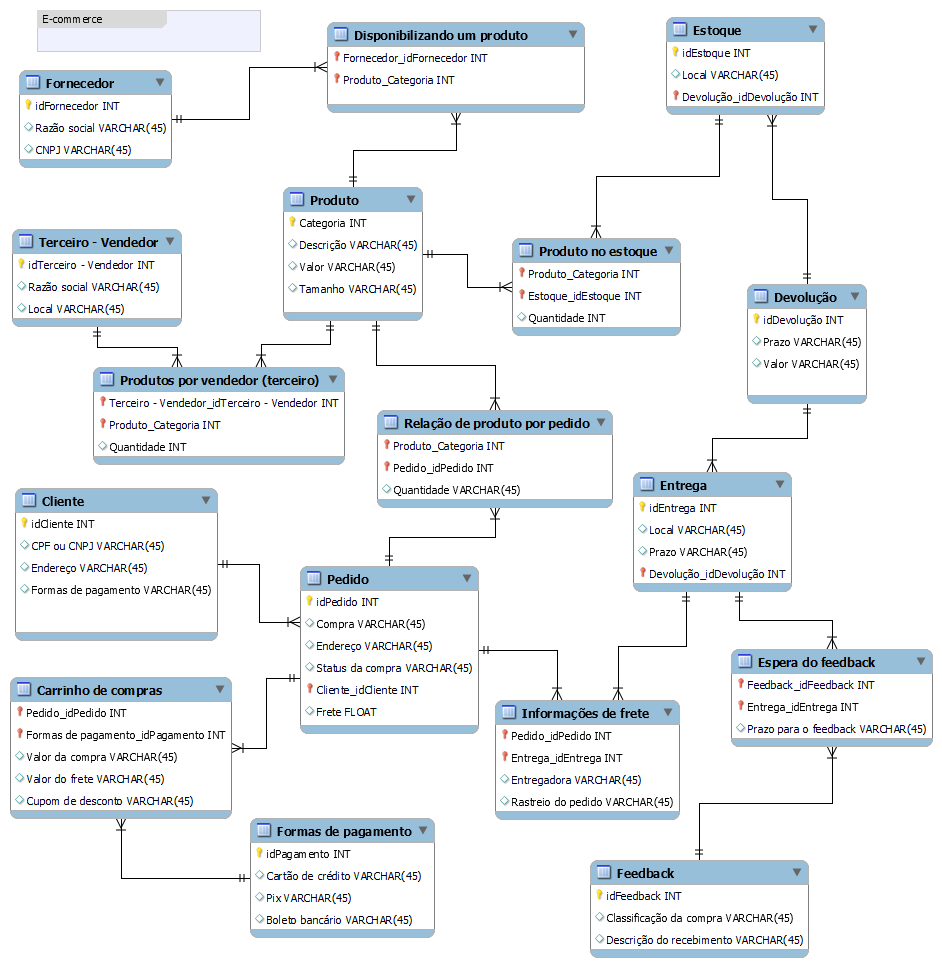 E-commerce
Disponibilizando um produto
Fornecedor_idFornecedor INT
Produto_Categoria INT
Estoque
idEstoque INT
Local VARCHAR(45)
Devolução_idDevolução INT
Fornecedor
idFornecedor INT
Razão social VARCHAR(45)
CNPJ VARCHAR(45)
Produto
Categoria INT
Descrição VARCHAR(45)
Valor VARCHAR(45)
Tamanho VARCHAR(45)
Terceiro - Vendedor
idTerceiro - Vendedor INT
Razão social VARCHAR(45)
Local VARCHAR(45)
Produto no estoque
Produto_Categoria INT
Estoque_idEstoque INT
Quantidade INT
Devolução
idDevolução INT
Prazo VARCHAR(45)
Valor VARCHAR(45)
Produtos por vendedor (terceiro)
Terceiro - Vendedor_idTerceiro - Vendedor INT
Produto_Categoria INT
Quantidade INT
Relação de produto por pedido
Produto_Categoria INT
Pedido_idPedido INT
Quantidade VARCHAR(45)
Entrega
idEntrega INT
Local VARCHAR(45)
Prazo VARCHAR(45)
Devolução_idDevolução INT
Cliente
idCliente INT
CPF ou CNPJ VARCHAR(45)
Endereço VARCHAR(45)
Formas de pagamento VARCHAR(45)
Pedido
idPedido INT
Compra VARCHAR(45)
Endereço VARCHAR(45)
Status da compra VARCHAR(45)
Cliente_idCliente INT
Frete FLOAT
Espera do feedback
Feedback_idFeedback INT
Entrega_idEntrega INT
Prazo para o feedback VARCHAR(45)
Carrinho de compras
Pedido_idPedido INT
Formas de pagamento_idPagamento INT
Valor da compra VARCHAR(45)
Valor do frete VARCHAR(45)
Cupom de desconto VARCHAR(45)
Informações de frete
Pedido_idPedido INT
Entrega_idEntrega INT
Entregadora VARCHAR(45)
Rastreio do pedido VARCHAR(45)
Formas de pagamento
idPagamento INT
Cartão de crédito VARCHAR(45)
Pix VARCHAR(45)
Boleto bancário VARCHAR(45)
Feedback
idFeedback INT
Classificação da compra VARCHAR(45)
Descrição do recebimento VARCHAR(45)